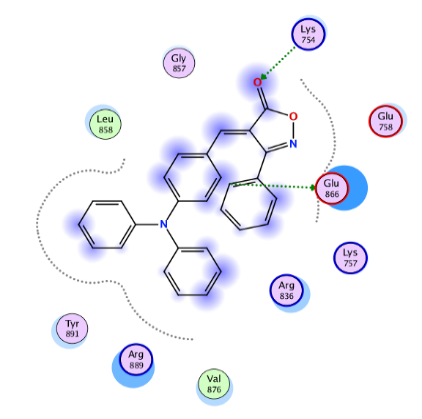 Lys
754
Gly
857
Leu
858
Glu
758
O
O
N
Glu
866
N
Lys
757
Arg
836
Tyr
891
Arg
889
Val
876